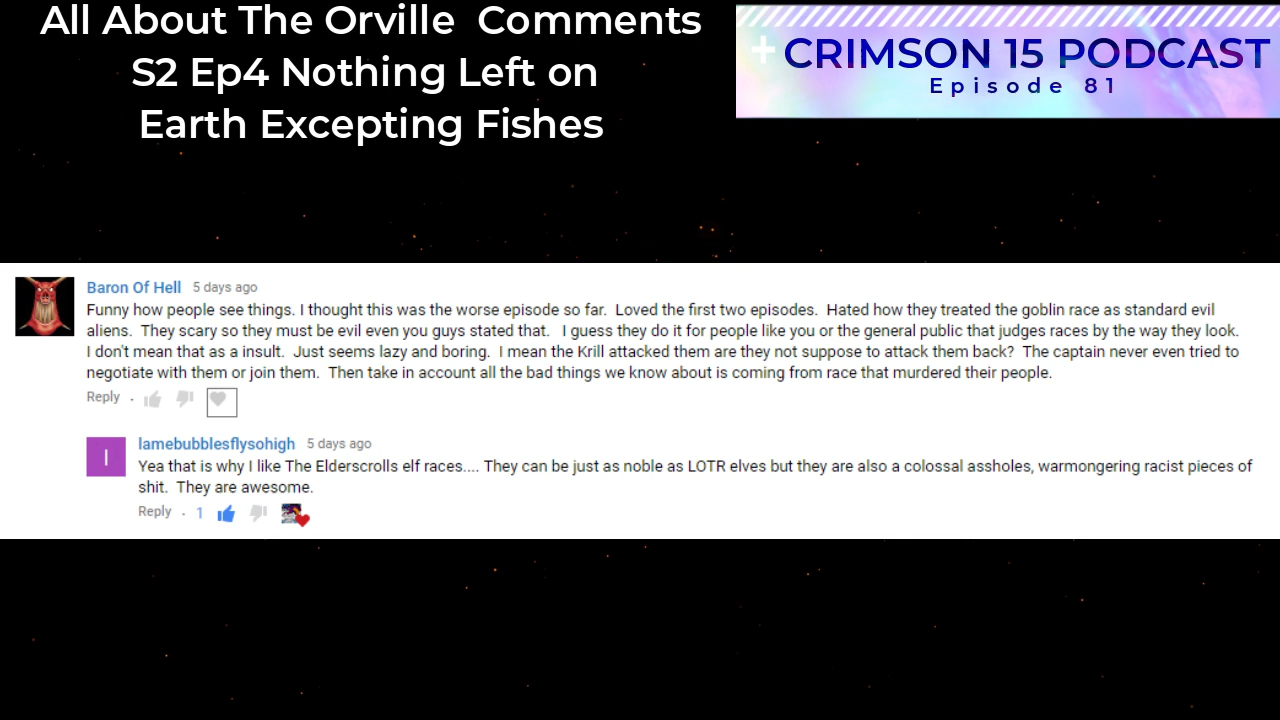 All About The Orville Comments
S2 Ep4 Nothing Left on
Earth Excepting Fishes
+ CRIMSON 15 PODCAST
Episode 81
Baron Of Hell 5 days ago
Funny how people see things. I thought this was the worse episode so far. Loved the first two episodes. Hated how they treated the goblin race as standard evil
aliens. They scary so they must be evil even you guys stated that. I guess they do it for people like you or the general public that judges races by the way they look.
I don't mean that as a insult. Just seems lazy and boring. I mean the Krill attacked them are they not suppose to attack them back? The captain never even tried to
negotiate with them or join them. Then take in account all the bad things we know about is coming from race that murdered their people.
Reply
l
lamebubblesflysohigh 5 days ago
Yea that is why I like The Elderscrolls elf races.... They can be just as noble as LOTR elves but they are also a colossal assholes, warmongering racist pieces of
shit. They are awesome.
Reply · 1